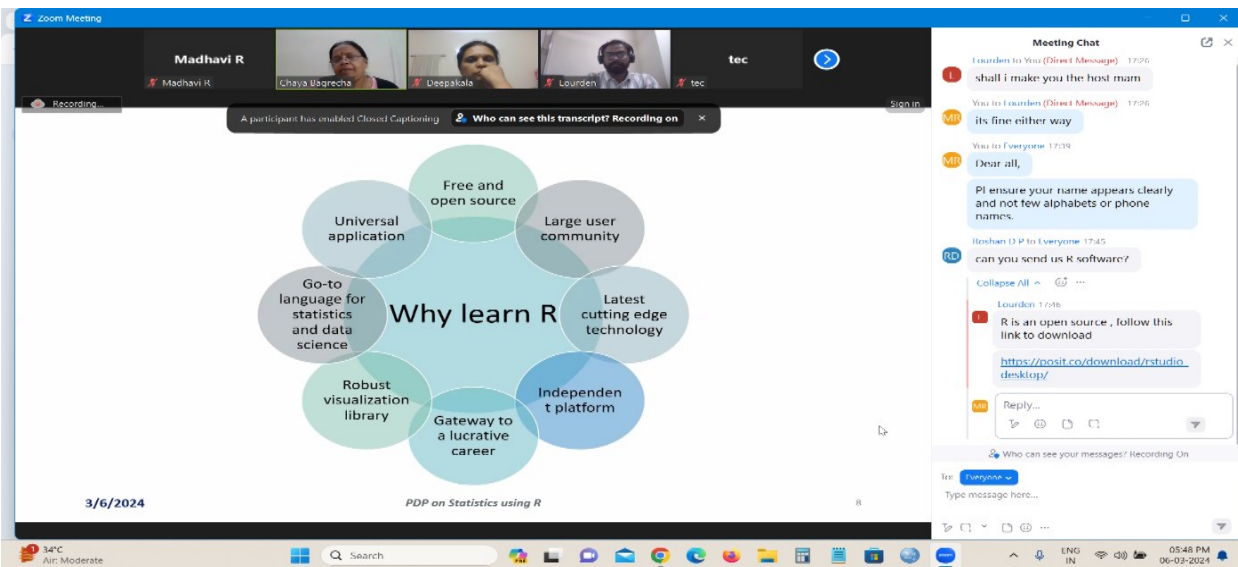 Zoom Meeting
Madhavi R
Madhavi R
Chaya Bagrecha
Deepakala
Lourden
tec
tec
Recording...
Sign in
A participant has enabled Closed Captioning
Who can see this transcript? Recording on
Why learn R
Free and
open source
Large user
community
Latest
cutting edge
technology
Independen
t platform
Gateway to
a lucrative
career
Robust
visualization
library
Go-to
language for
statistics
and data
science
Universal
application
3/6/2024
PDP on Statistics using R
8
Meeting Chat
Lourden to You (Direct Message) 17:26
L
shall i make you the host mam
You to Lourden (Direct Message) 17:26
MR
its fine either way
You to Everyone 17:39
MR
Dear all,
Pl ensure your name appears clearly
and not few alphabets or phone
names.
Roshan D P to Everyone 17:45
RD
can you send us R software?
Collapse All
Lourden 17:46
L
R is an open source , follow this
link to download
https://posit.co/download/rstudio-
desktop/
MR
Reply...
Who can see your messages? Recording On
To:
Everyone
Type message here...
34°C
Air: Moderate
Search
PRE
ENG
IN
05:48 PM
06-03-2024